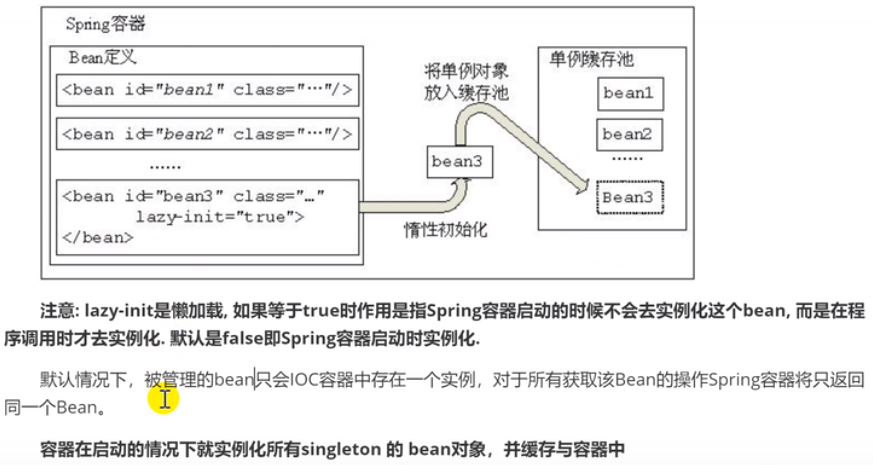 Spring容器
Bean定义
<bean id="bean1" class="…"/>
<bean id="bean2" class="…"/>
……
<bean id="bean3" class="…"
lazy-init="true">
</bean>
将单例对象
放入缓存池
bean3
惰性初始化
单例缓存池
bean1
bean2
……
Bean3
注意: lazy-init是懒加载, 如果等于true时作用是指Spring容器启动的时候不会去实例化这个bean, 而是在程
序调用时才去实例化. 默认是false即Spring容器启动时实例化.
默认情况下，被管理的bean只会IOC容器中存在一个实例，对于所有获取该Bean的操作Spring容器将只返回
同一个Bean。
容器在启动的情况下就实例化所有singleton 的 bean对象，并缓存与容器中